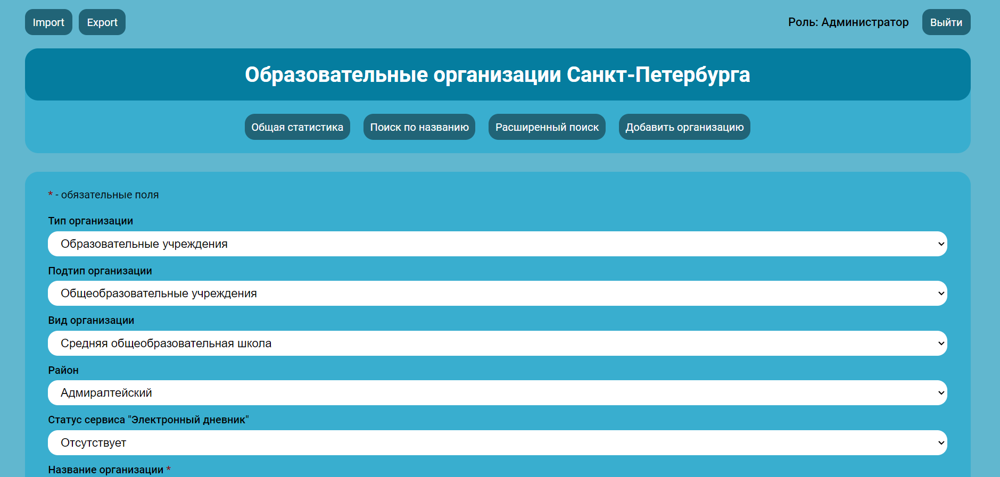 Import Export Роль: Администратор Выйти
Образовательные организации Санкт-Петербурга
Общая статистика Поиск по названию Расширенный поиск Добавить организацию
* - обязательные поля
Тип организации
Образовательные учреждения
Подтип организации
Общеобразовательные учреждения
Вид организации
Средняя общеобразовательная школа
Район
Адмиралтейский
Статус сервиса "Электронный дневник"
Отсутствует
Название организации *